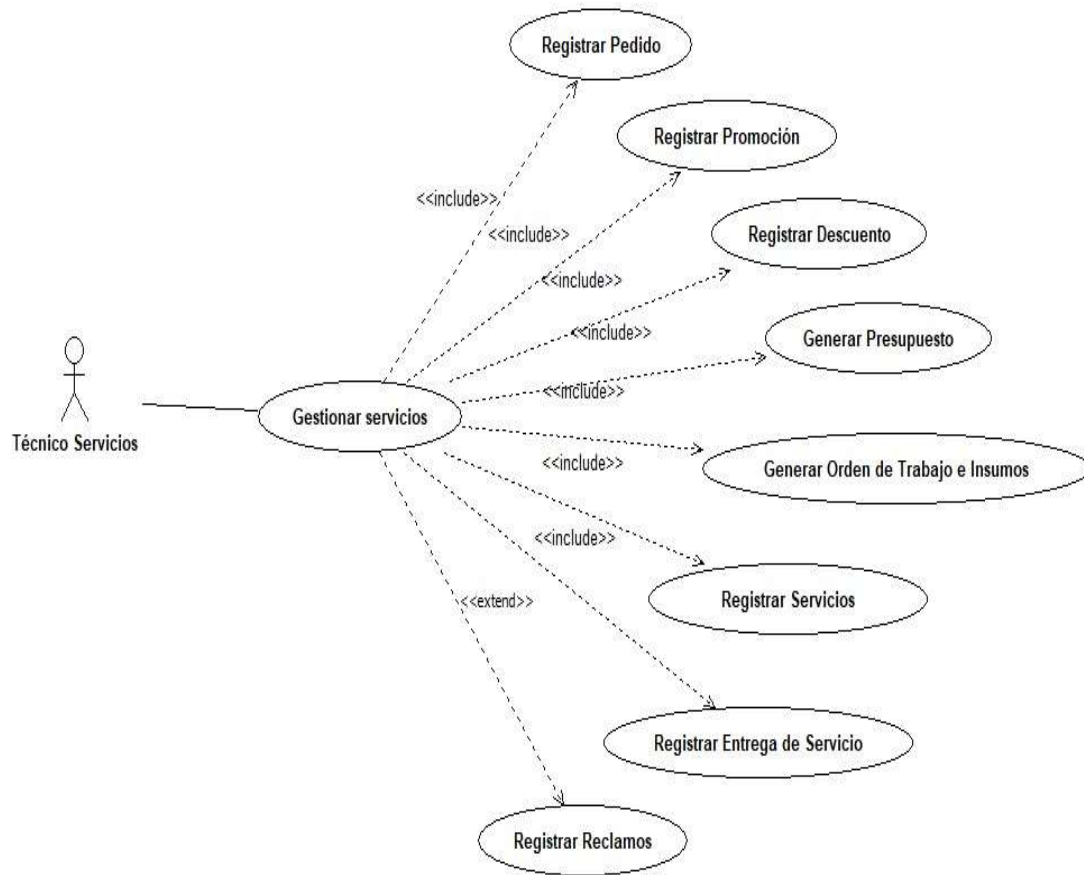 Registrar Pedido
Registrar Promoción
<<include>>
<<include>>
Registrar Descuento
<<include>>
<<include>>
Generar Presupuesto
<<include>>
Técnico Servicios
Gestionar servicios
<<include>>
Generar Orden de Trabajo e Insumos
<<include>>
<<extend>>
Registrar Servicios
Registrar Entrega de Servicio
Registrar Reclamos